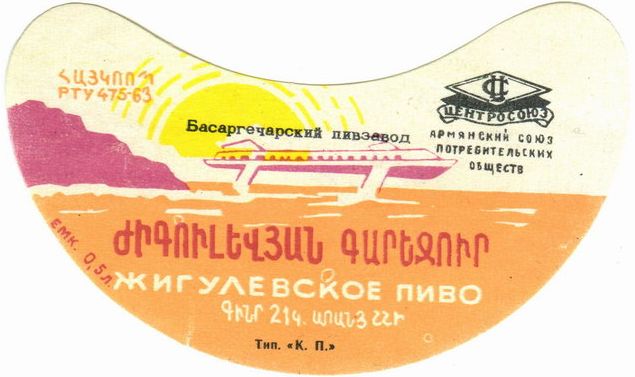 ՀԱՅԿՈՈՊ
РТУ 475-63
Басаргечарский пивзавод
ЦЕНТРОСОЮЗ
АРМЯНСКИЙ СОЮЗ
ПОТРЕБИТЕЛЬСКИХ
ОБЩЕСТВ
ЕМК. 0,5л.
ԺԻԳՈՒԼԵՎՅԱՆ ԳԱՐԵՋՈՒՐ
ЖИГУЛЕВСКОЕ ПИВО
ԳԻՆԸ 21կ. ԱՌԱՆՑ ՇՇԻ
Тип. «К. П.»